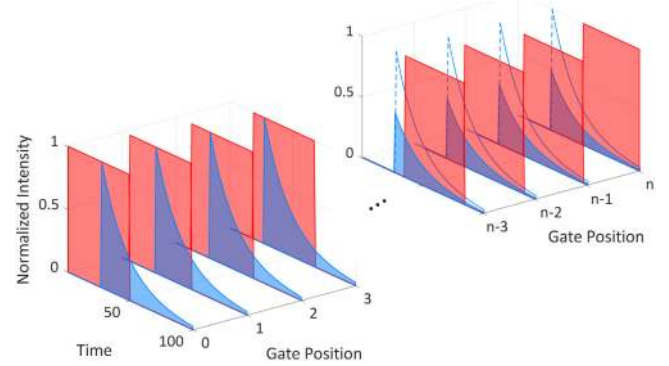 1
0.5
0
n-3
n-2
n-1
n
Gate Position
...
Normalized Intensity
1
0.5
0
50
100
Time
0
1
2
3
Gate Position